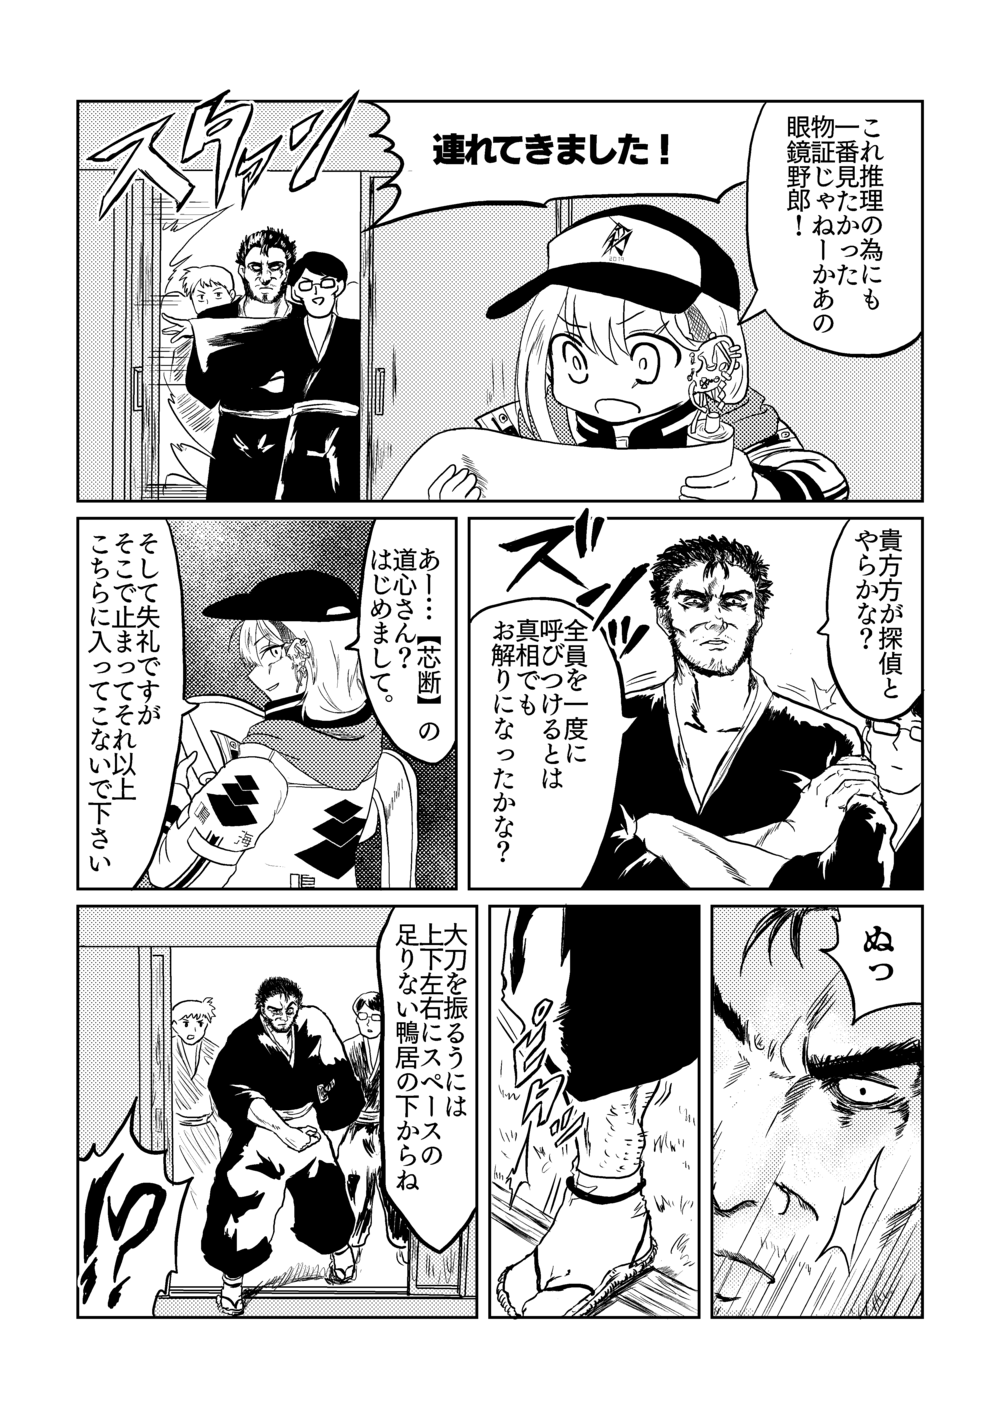 これ推理の為にも
一番見たかった
物証じゃねーかあの
眼鏡野郎！
連れてきました！
スタァン
貴方方が探偵と
やらかな？
ズン
全員を一度に
呼びつけるとは
真相でも
お解りになったかな？
あー…【芯断】の
道心さん？
はじめまして。
そして失礼ですが
そこで止まってそれ以上
こちらに入ってこないで下さい
海
ぬっ
ピタァ
大刀を振るうには
上下左右にスペースの
足りない鴨居の下からね
!?